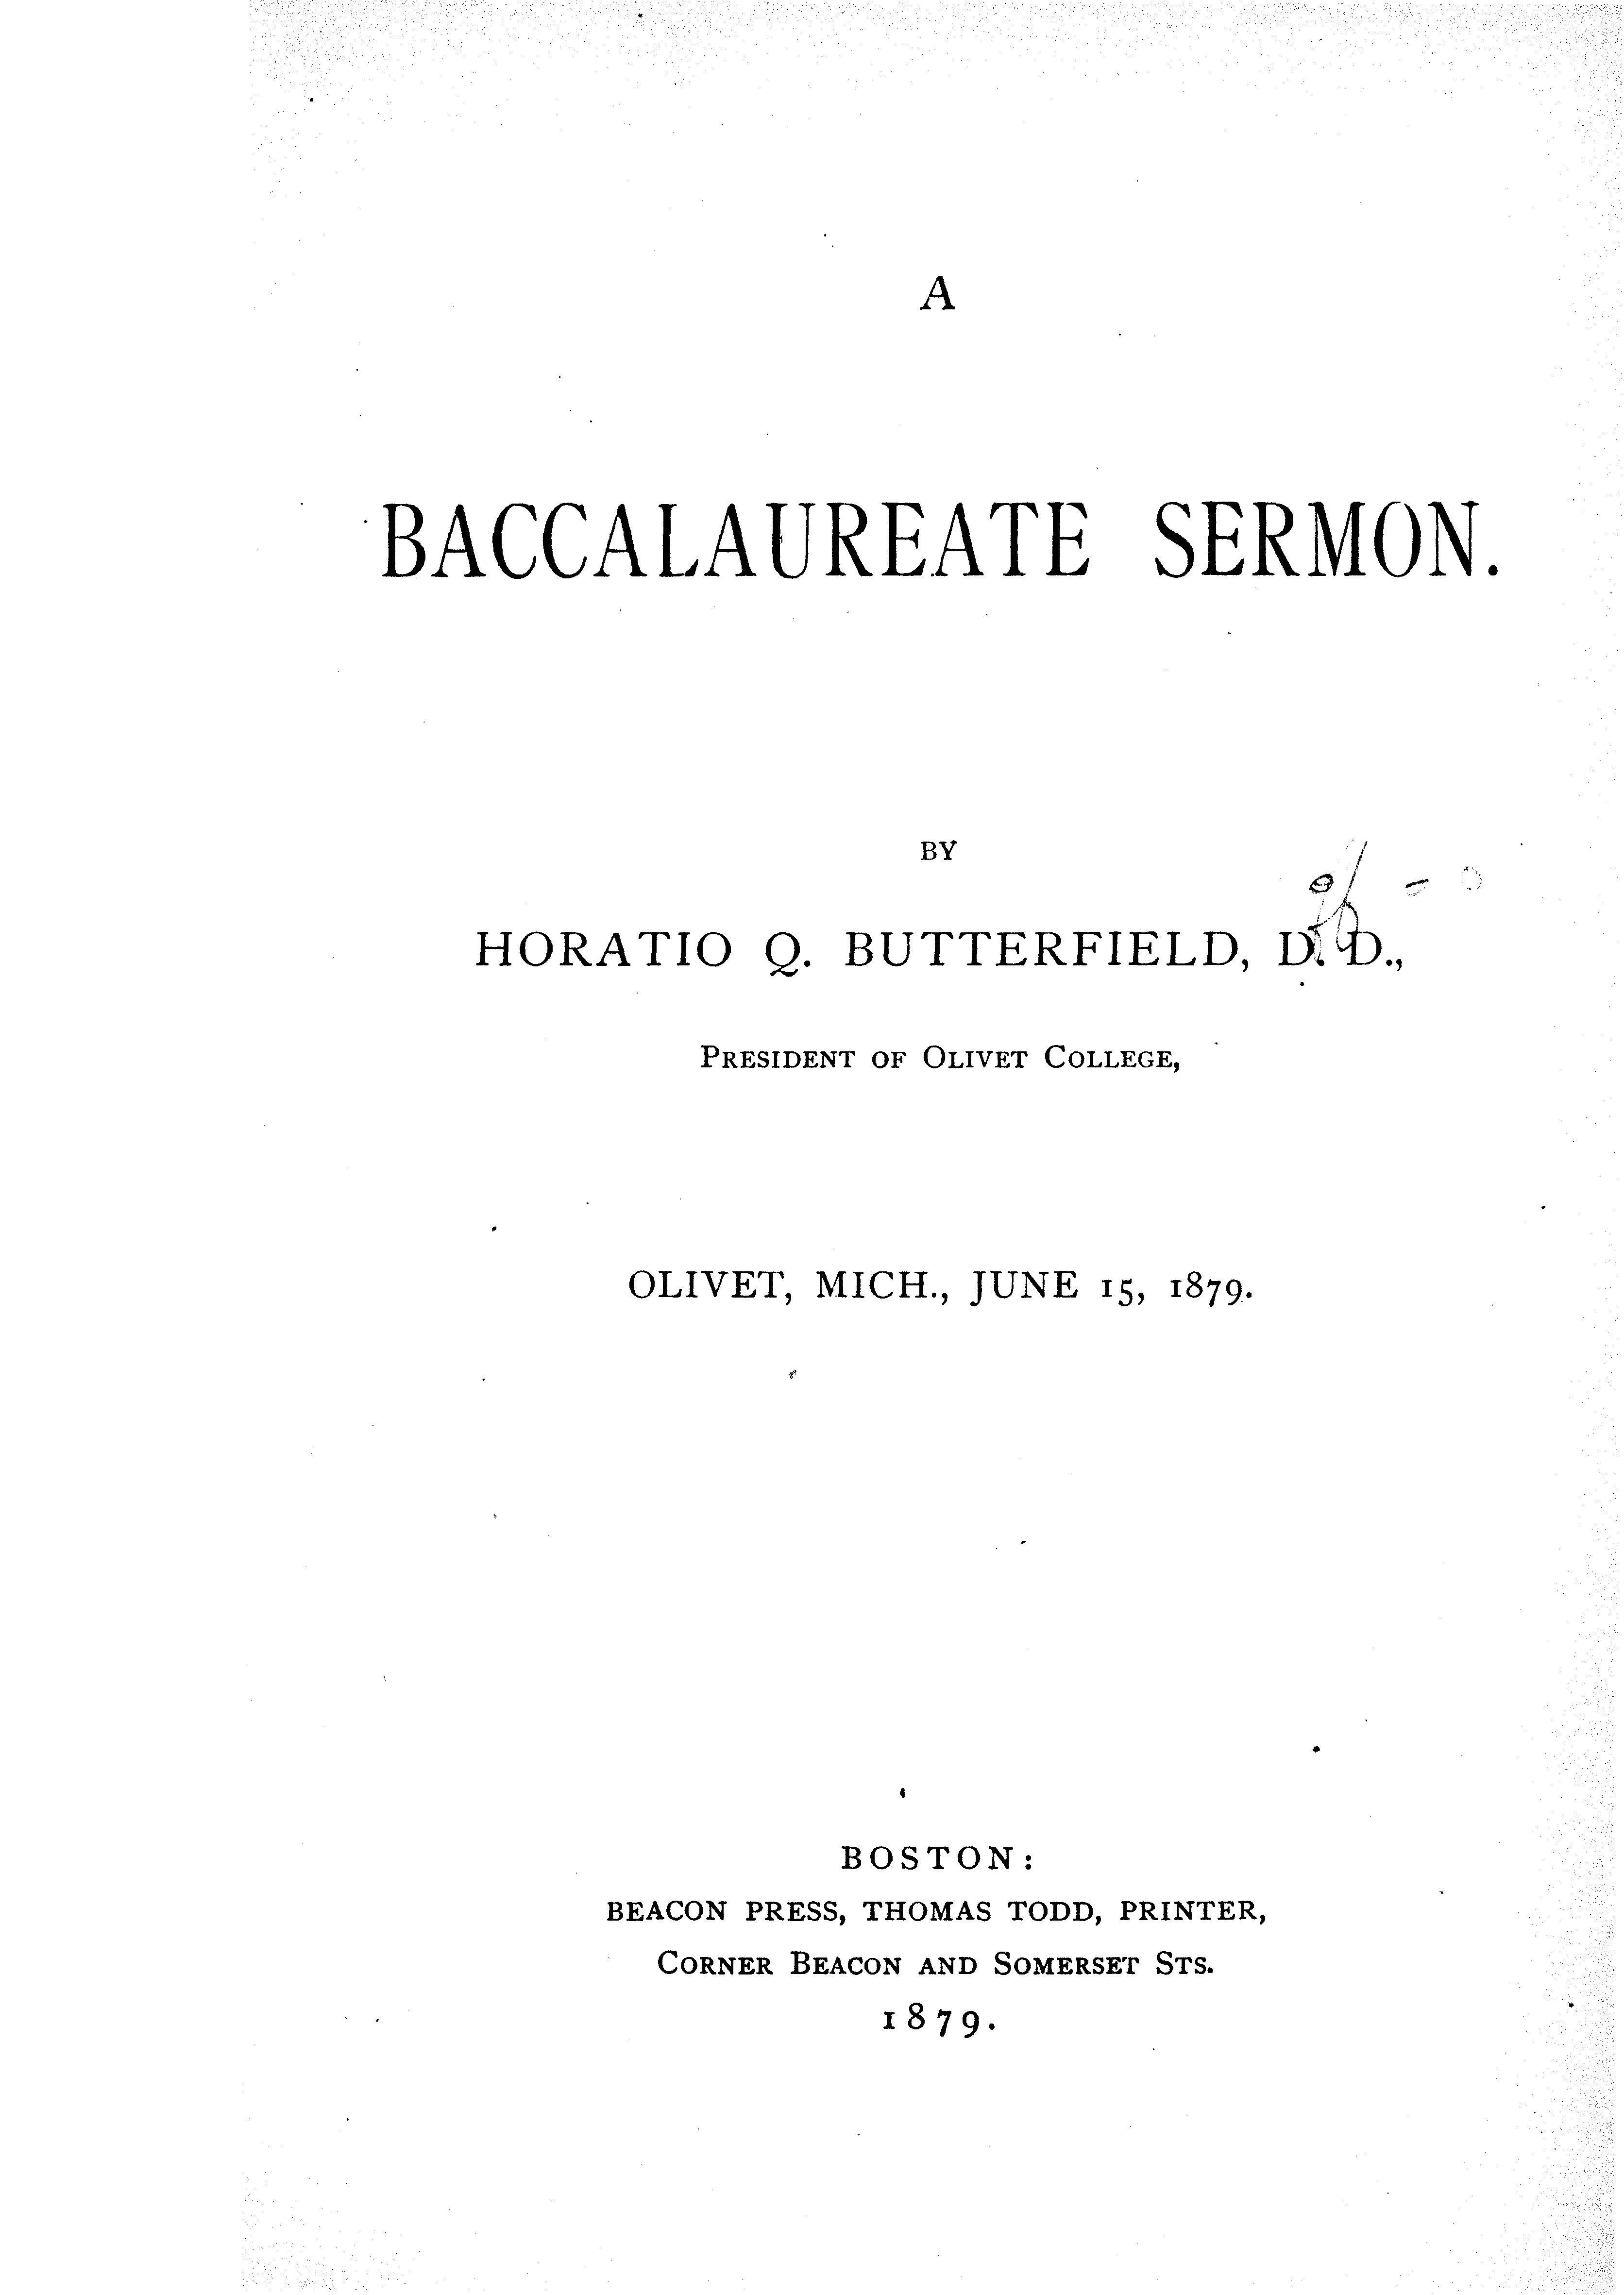 A
BACCALAUREATE SERMON.
BY
HORATIO Q. BUTTERFIELD, D. D.,
PRESIDENT OF OLIVET COLLEGE,
OLIVET, MICH., JUNE 15, 1879.
BOSTON:
BEACON PRESS, THOMAS TODD, PRINTER,
CORNER BEACON AND SOMERSET STS.
1879.